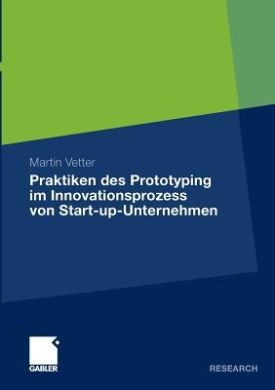 Martin Vetter
Praktiken des Prototyping
im Innovationsprozess
von Start-up-Unternehmen
GABLER
RESEARCH